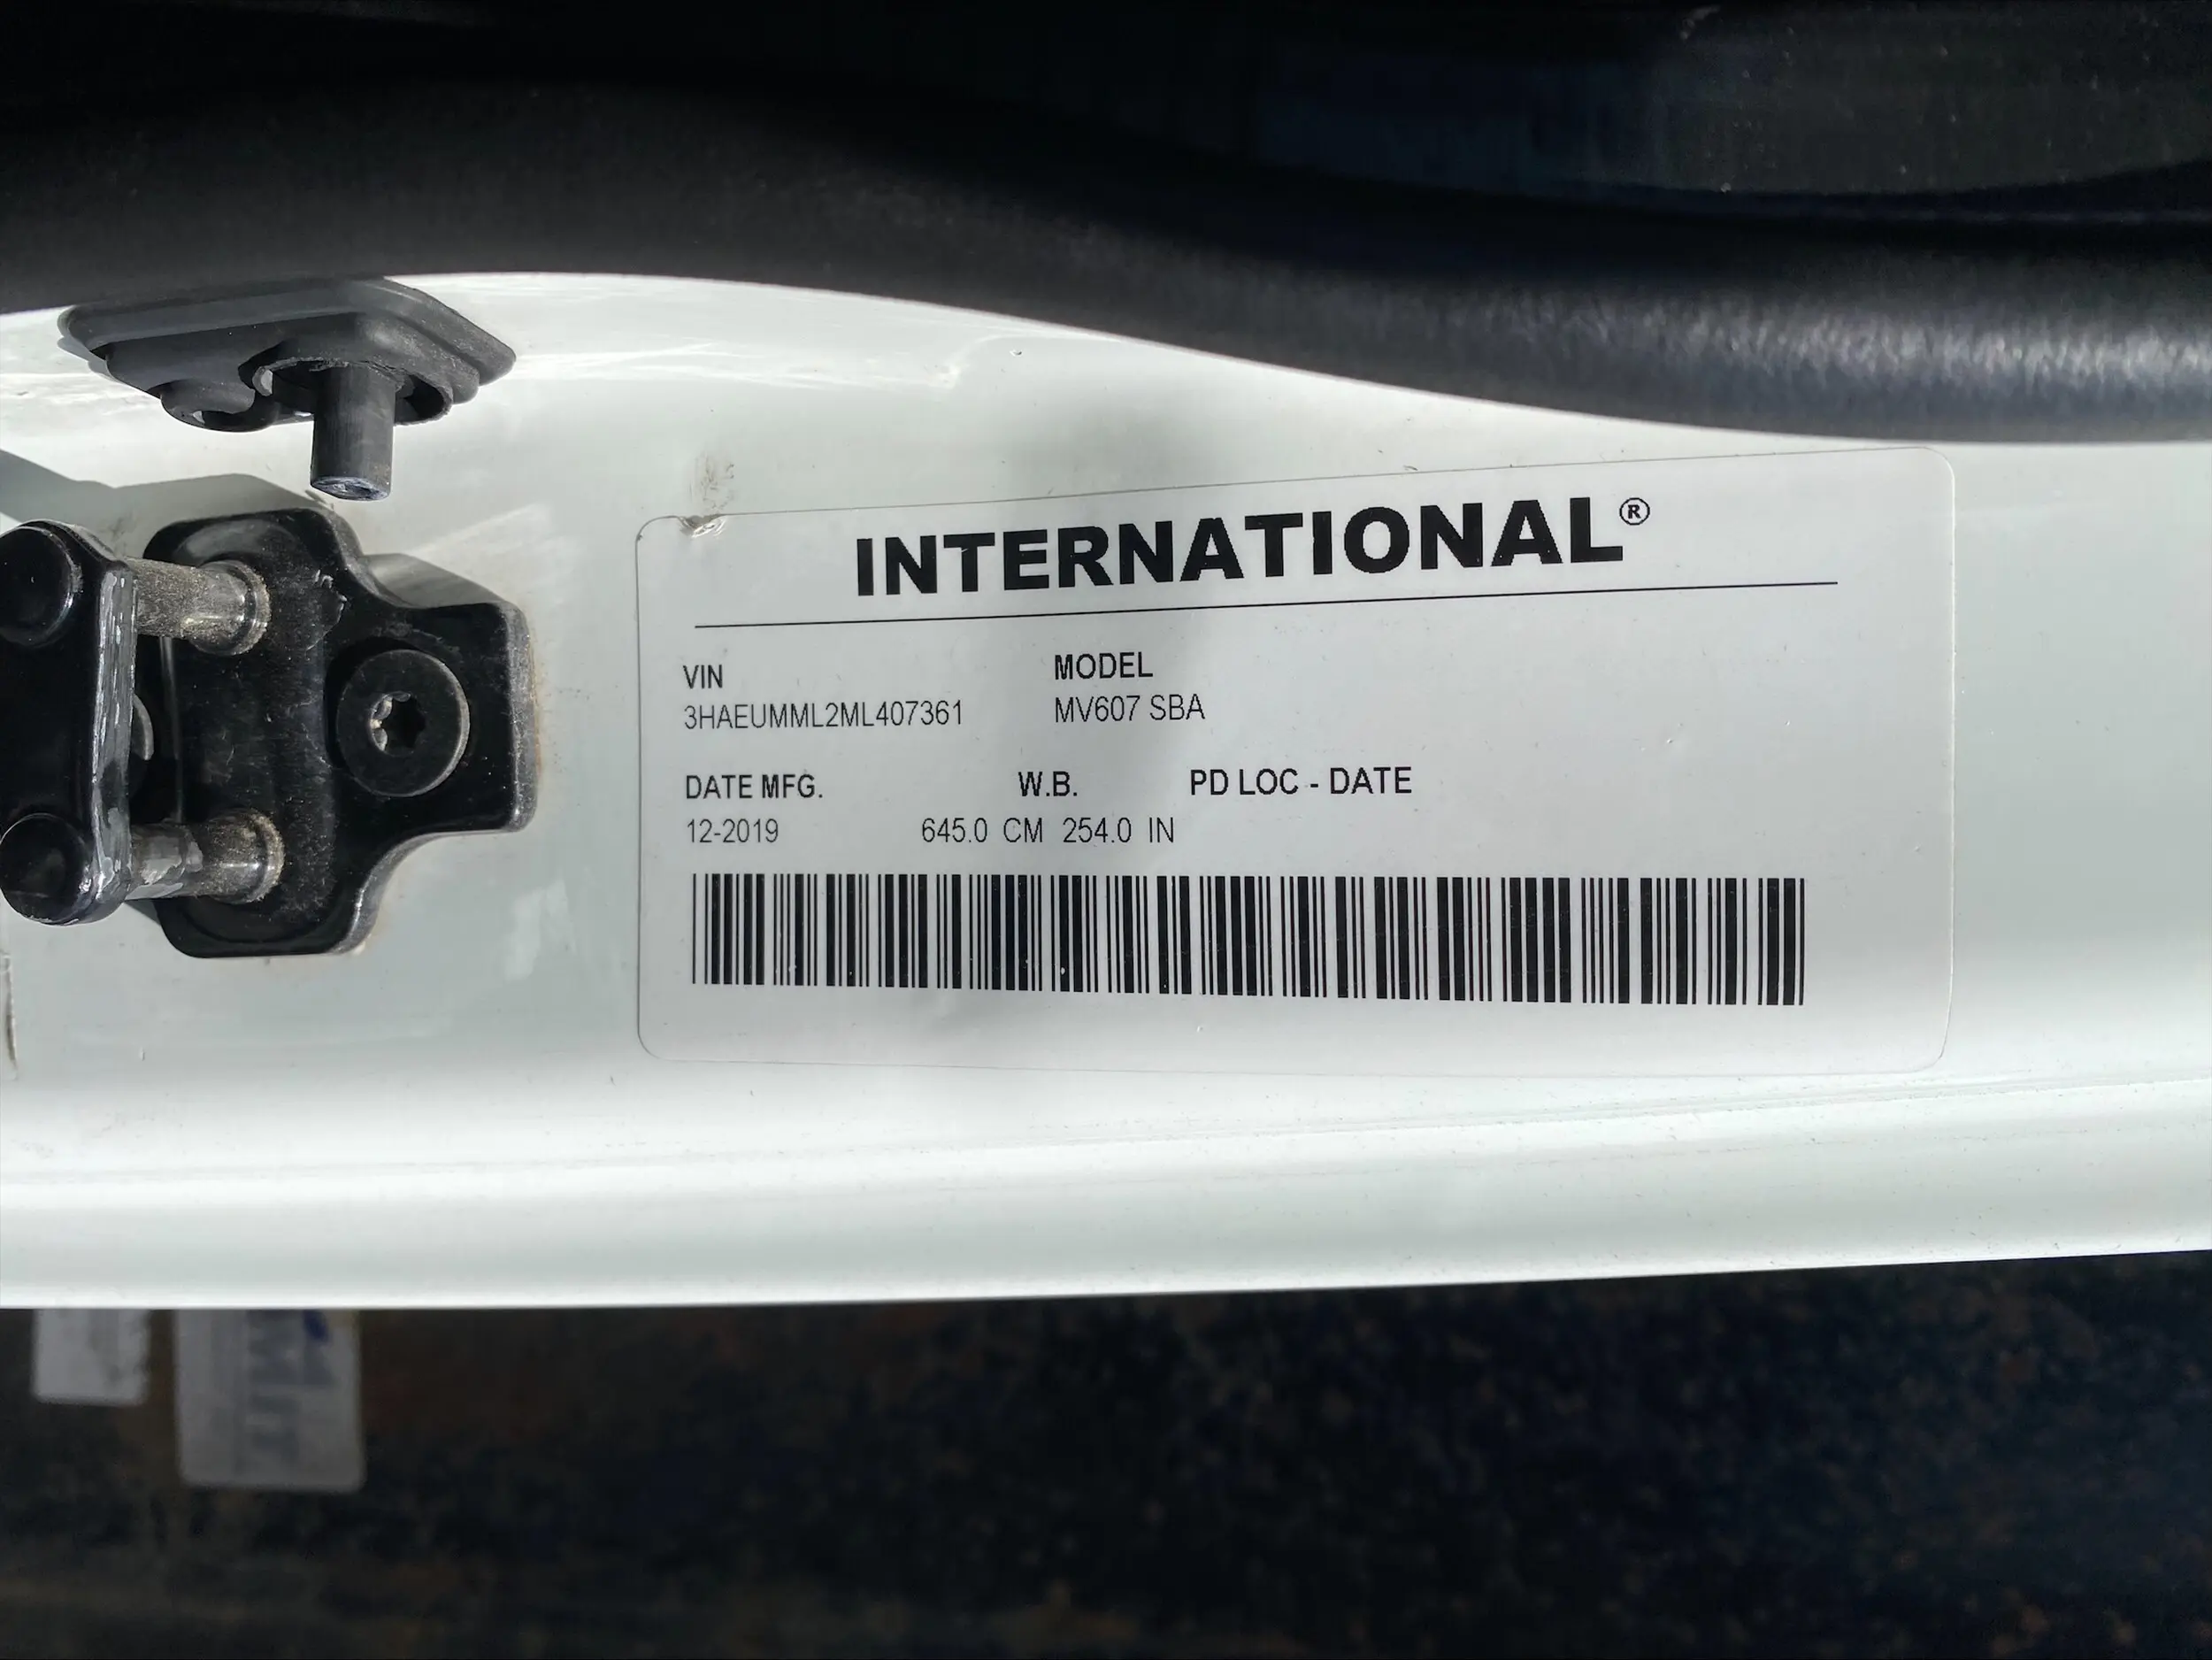 INTERNATIONAL®
VIN
3HAEUMML2ML407361
MODEL
MV607 SBA
DATE MFG. W.B. PD LOC - DATE
12-2019 645.0 CM 254.0 IN